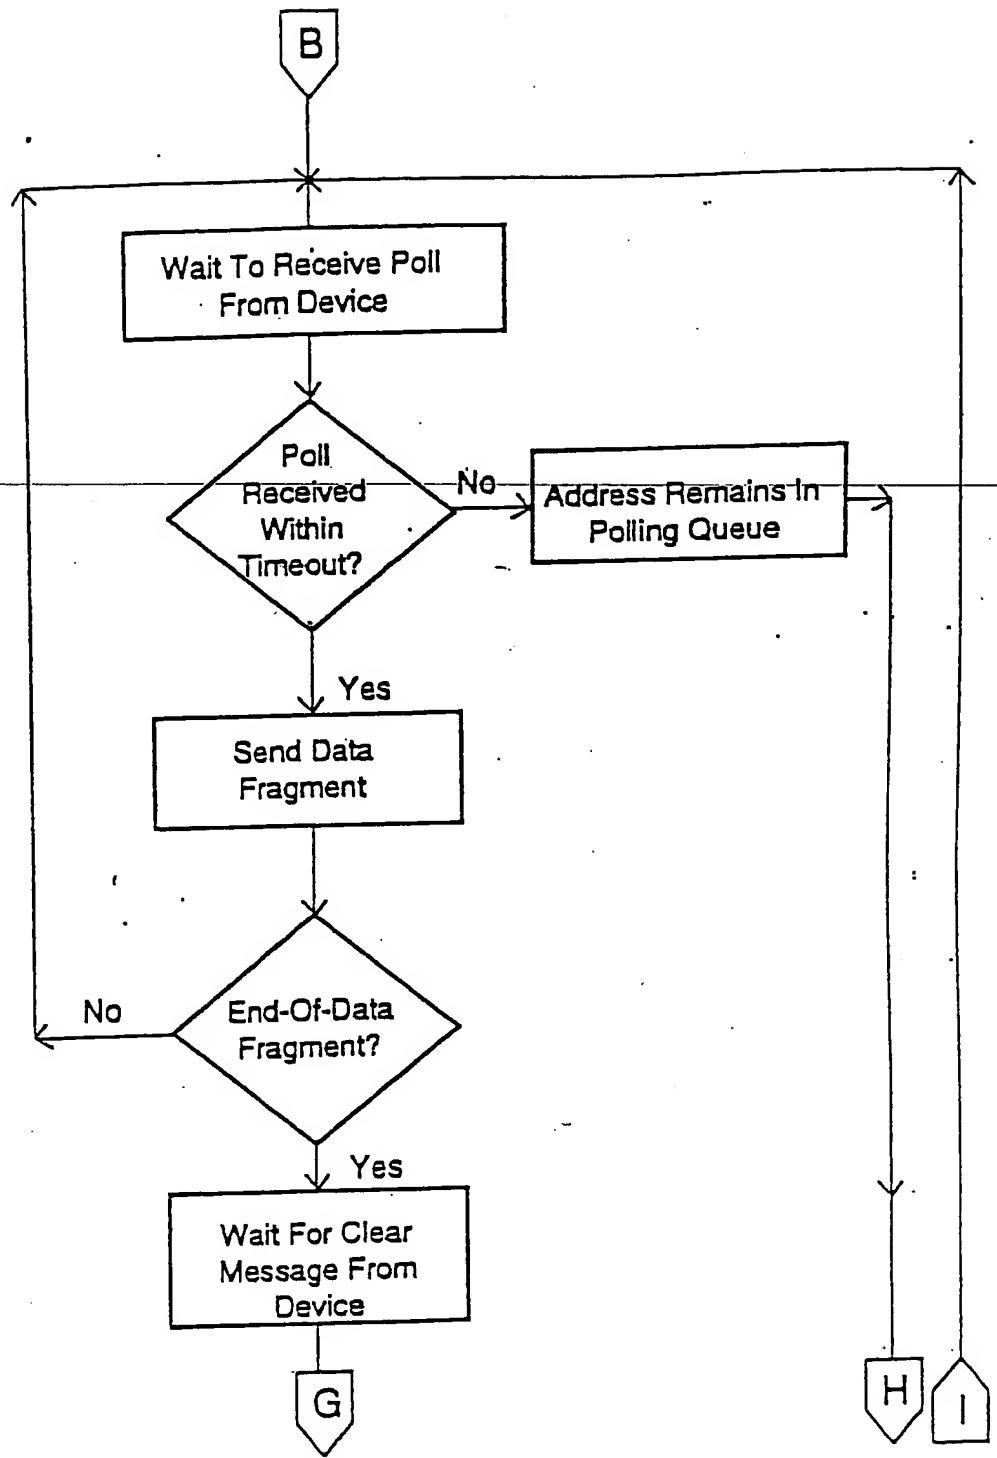 B
Wait To Receive Poll
From Device
Poll
Received
Within
Timeout?
No
Address Remains In
Polling Queue
Yes
Send Data
Fragment
End-Of-Data
Fragment?
No
Yes
Wait For Clear
Message From
Device
G
H
I